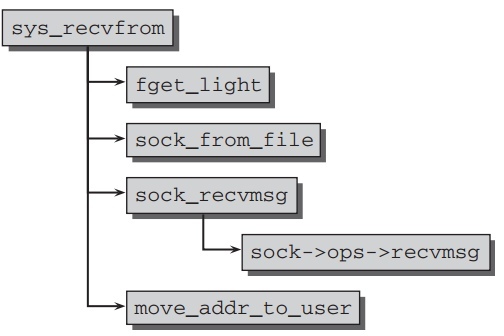 sys_recvfrom
fget_light
sock_from_file
sock_recvmsg
sock->ops->recvmsg
move_addr_to_user